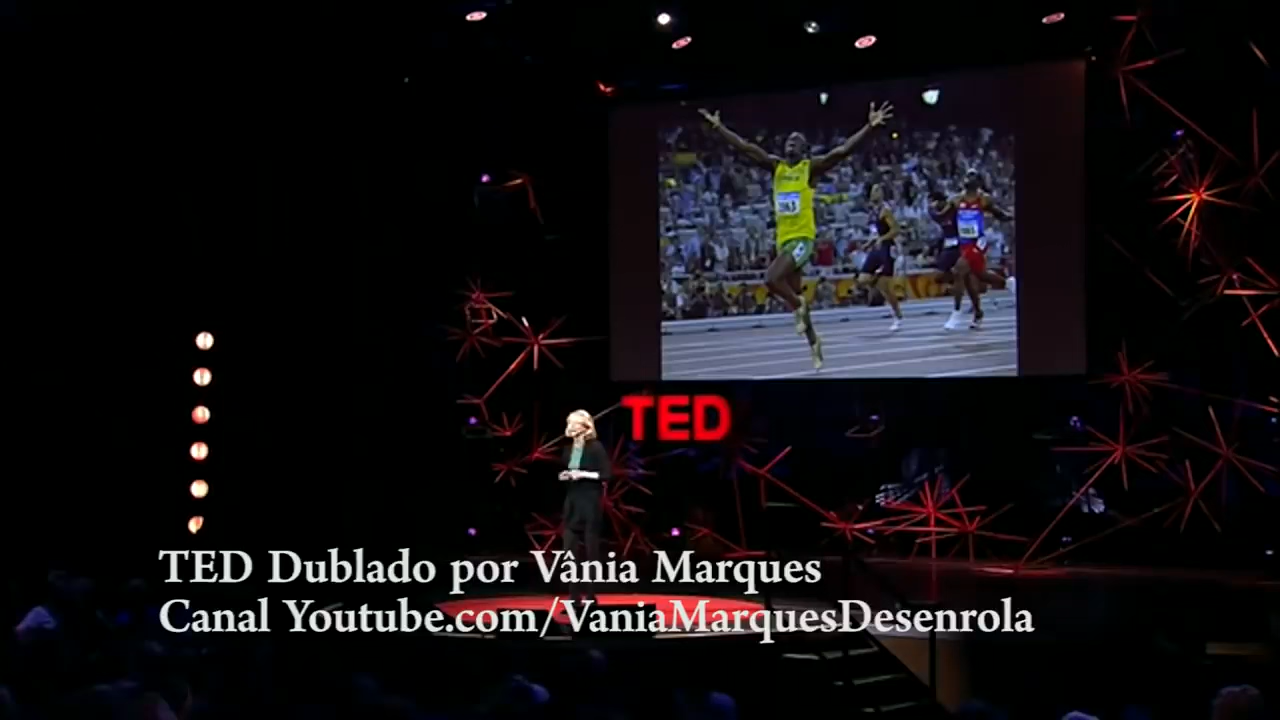 TED
TED Dublado por Vânia Marques
Canal Youtube.com/VaniaMarquesDesenrola